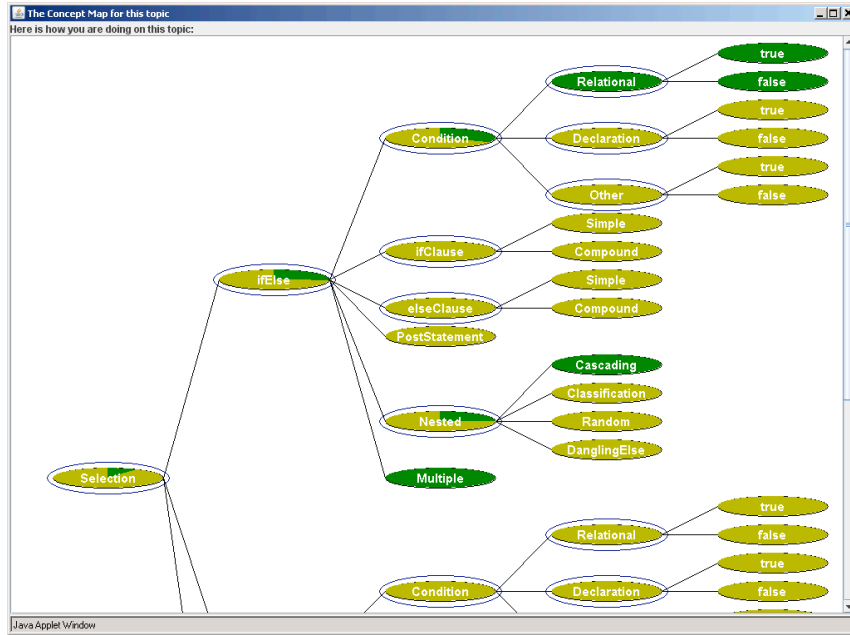 The Concept Map for this topic
Here is how you are doing on this topic:
true
Relational
false
true
Condition
Declaration
false
true
Other
false
Simple
ifClause
Compound
ifElse
Simple
elseClause
Compound
PostStatement
Cascading
Classification
Nested
Random
DanglingElse
Selection
Multiple
true
Relational
false
true
Condition
Declaration
false
Java Applet Window